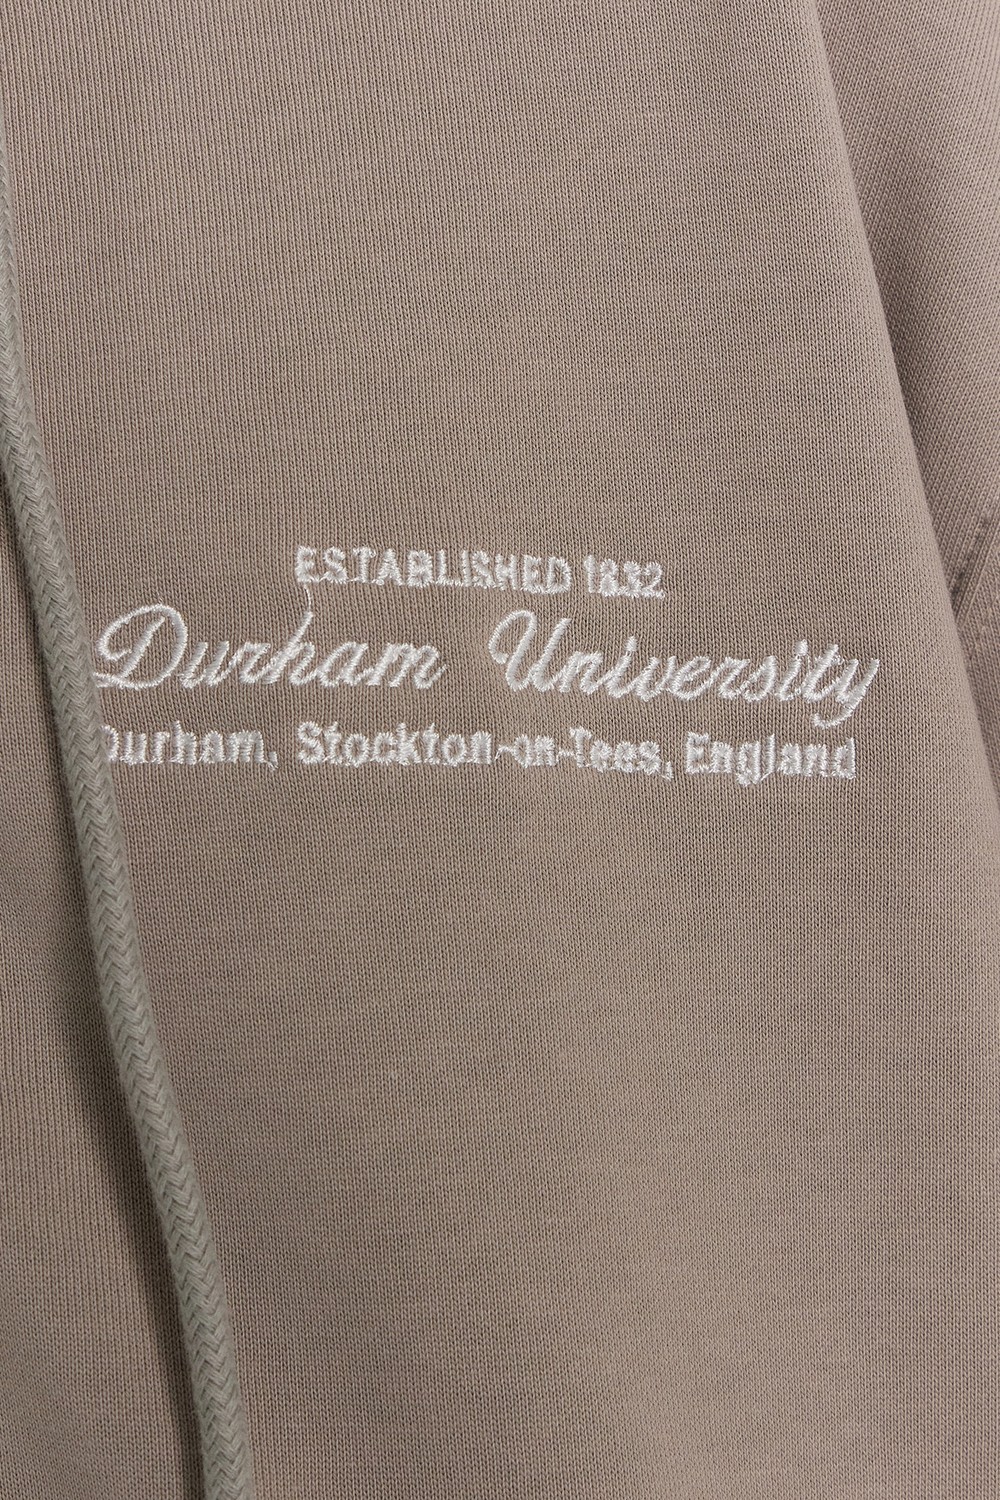 ESTABLISHED 1832
Durham University
Durham, Stockton-on-Tees, England